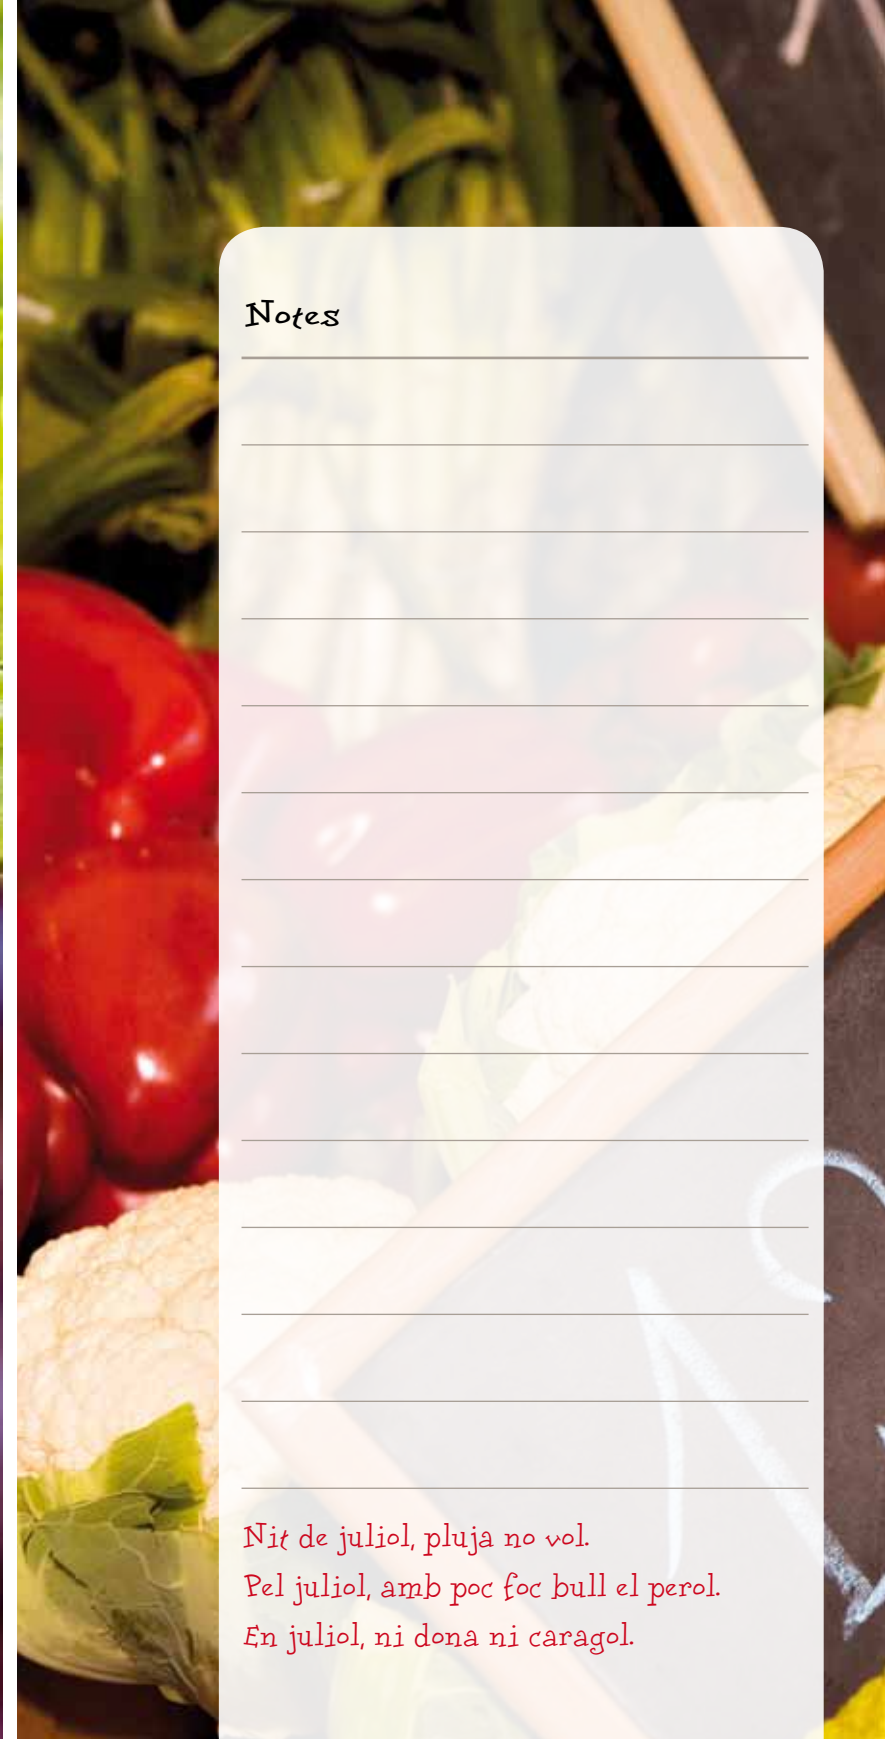 Notes
Nit de juliol, pluja no vol.
Pel juliol, amb poc foc bull el perol.
En juliol, ni dona ni caragol.